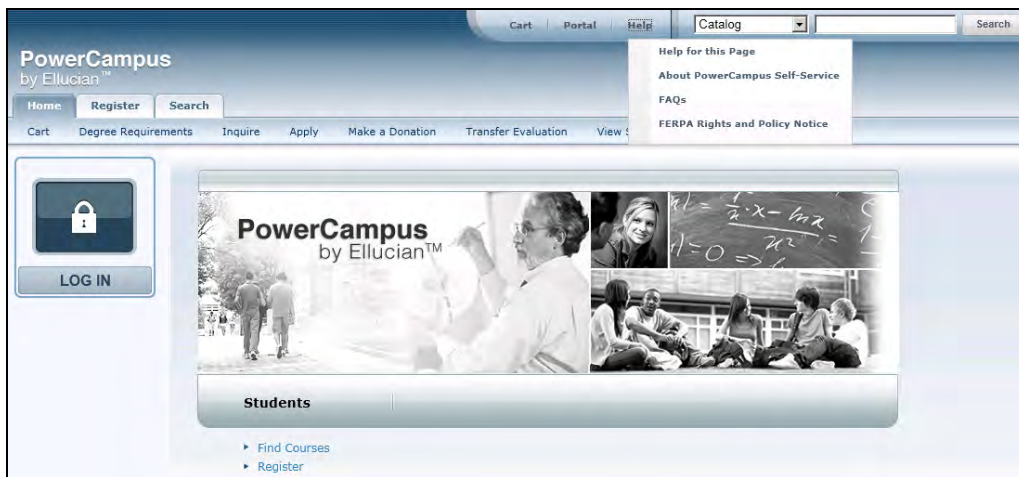 Cart Portal Help Catalog Search
Help for this Page
PowerCampus
by Ellucian™
About PowerCampus Self-Service
FAQs
FERPA Rights and Policy Notice
Home Register Search
Cart Degree Requirements Inquire Apply Make a Donation Transfer Evaluation View
LOG IN
PowerCampus
by Ellucian™
Students
Find Courses
Register